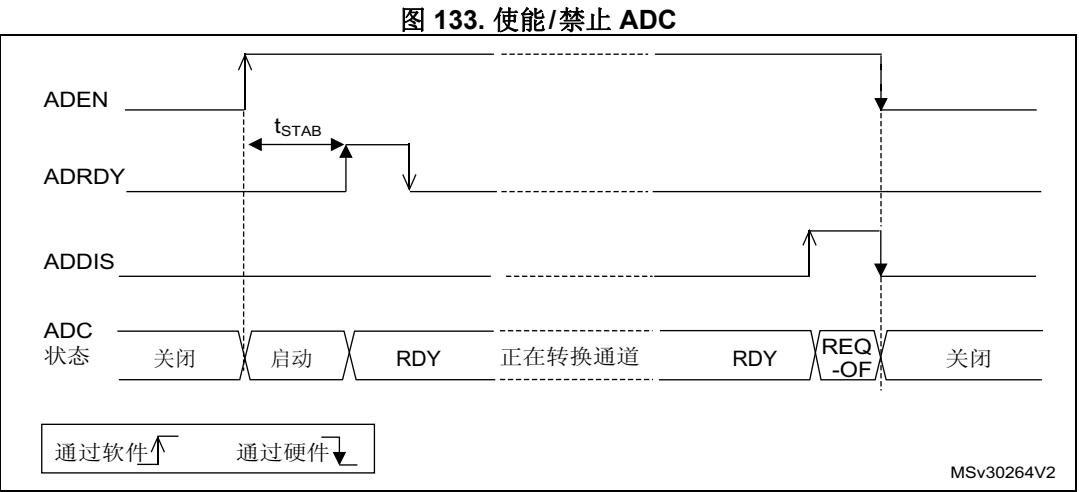 图 133. 使能/禁止 ADC
ADEN
tSTAB
ADRDY
ADDIS
ADC
状态
关闭
启动
RDY
正在转换通道
RDY
REQ
-OF
关闭
通过软件
通过硬件
MSv30264V2